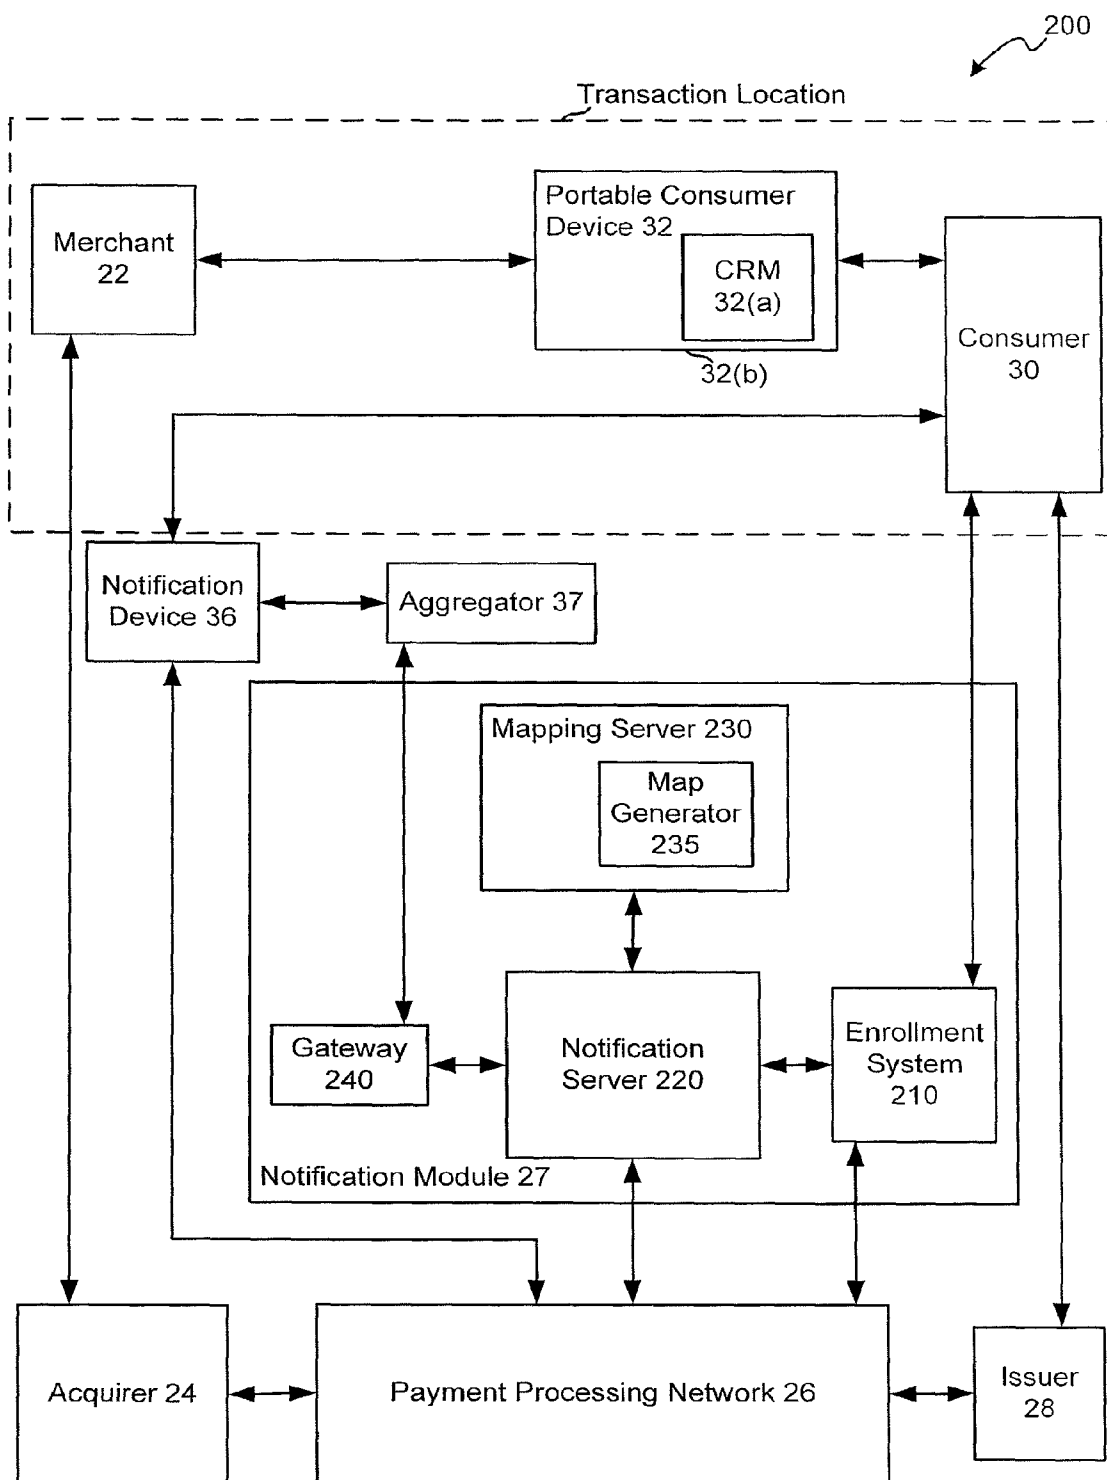 200
Transaction Location
Merchant
22
Portable Consumer
Device 32
CRM
32(a)
32(b)
Consumer
30
Notification
Device 36
Aggregator 37
Mapping Server 230
Map
Generator
235
Gateway
240
Notification
Server 220
Enrollment
System
210
Notification Module 27
Acquirer 24
Payment Processing Network 26
Issuer
28